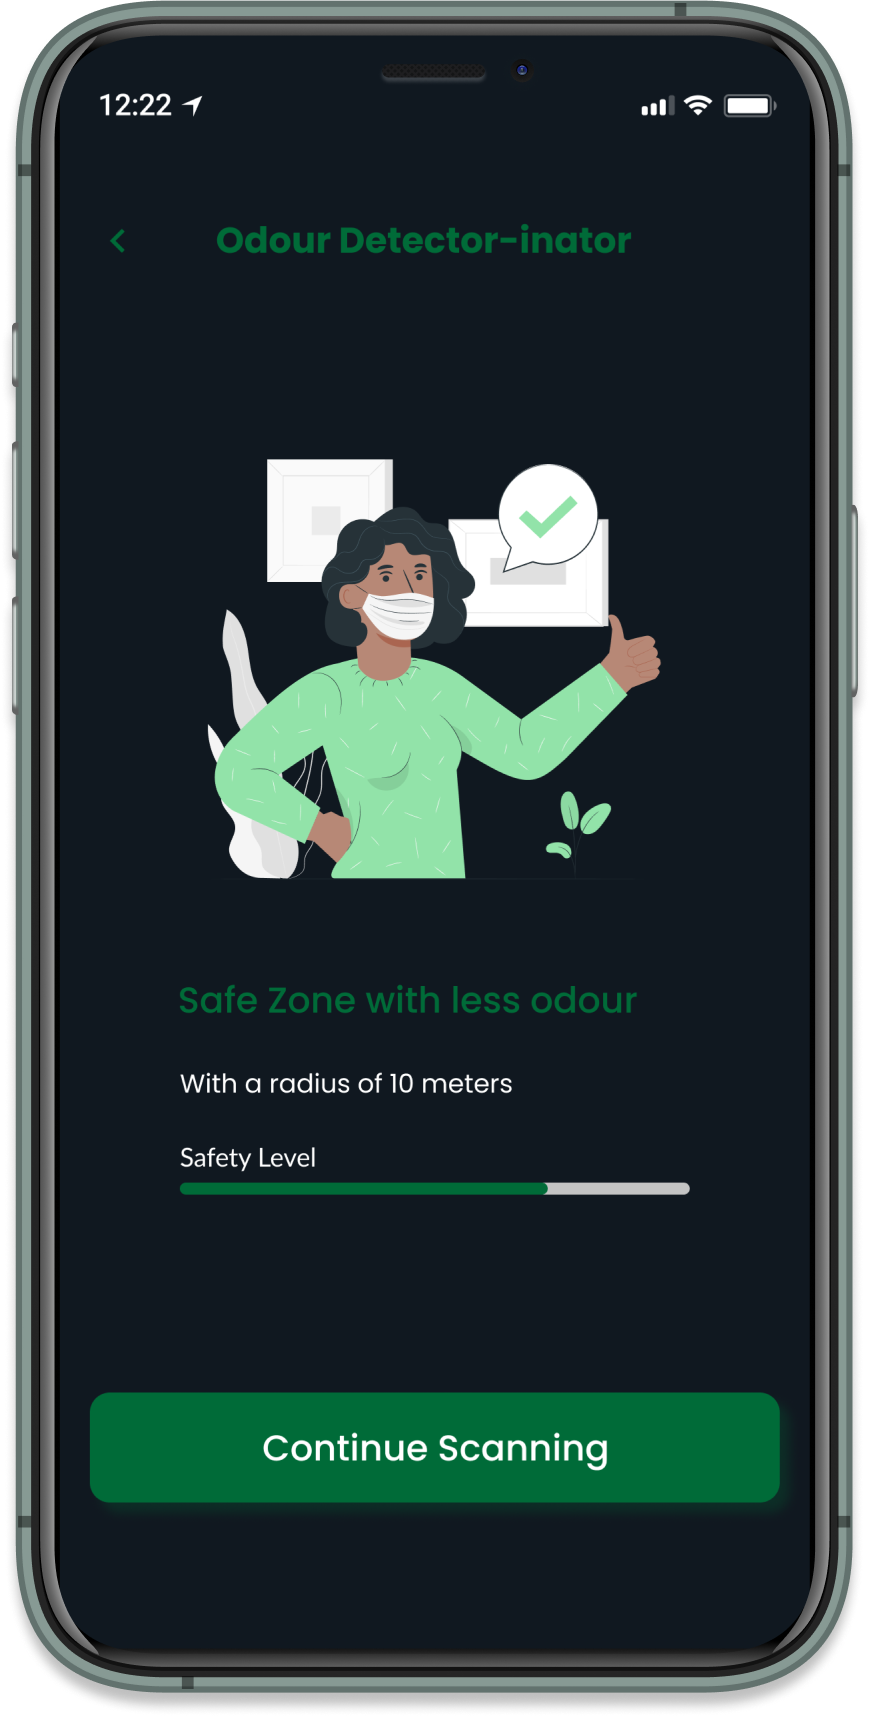 12:22
Odour Detector-inator
Safe Zone with less odour
With a radius of 10 meters
Safety Level
Continue Scanning